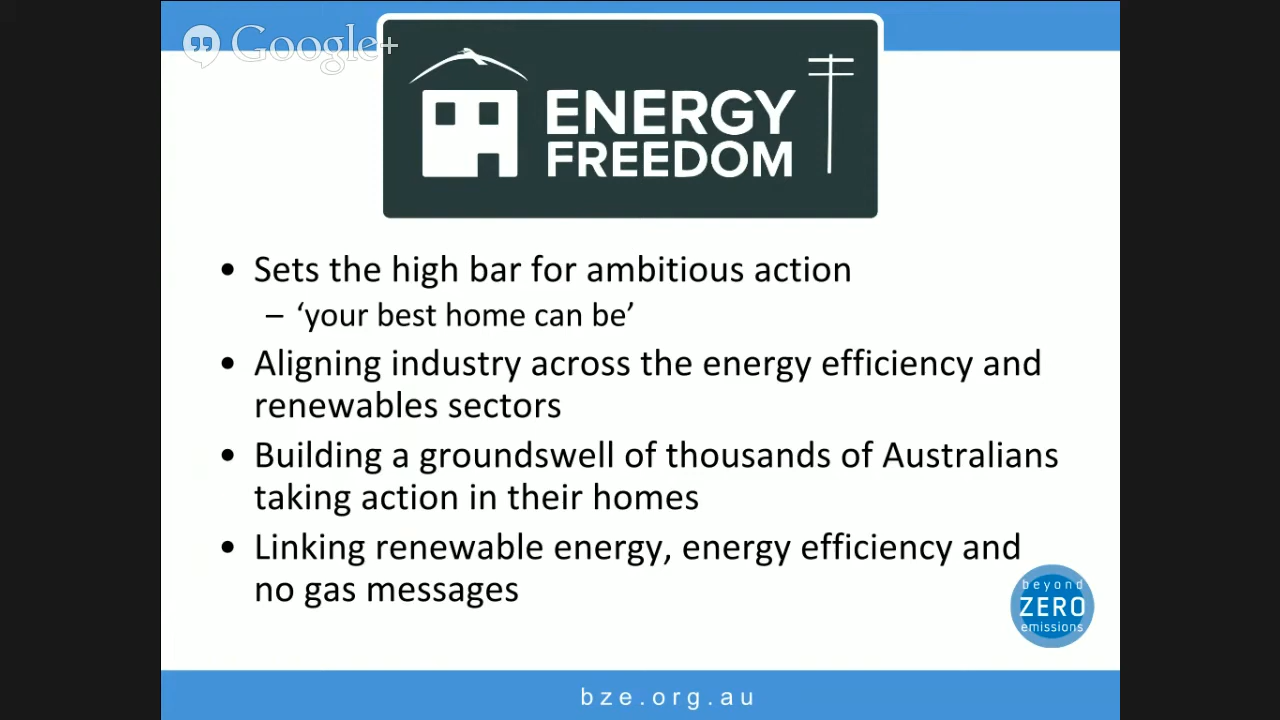 Google+
ENERGY
FREEDOM
• Sets the high bar for ambitious action
– ‘your best home can be’
• Aligning industry across the energy efficiency and
renewables sectors
• Building a groundswell of thousands of Australians
taking action in their homes
• Linking renewable energy, energy efficiency and
no gas messages
beyond
ZERO
emissions
bze.org.au